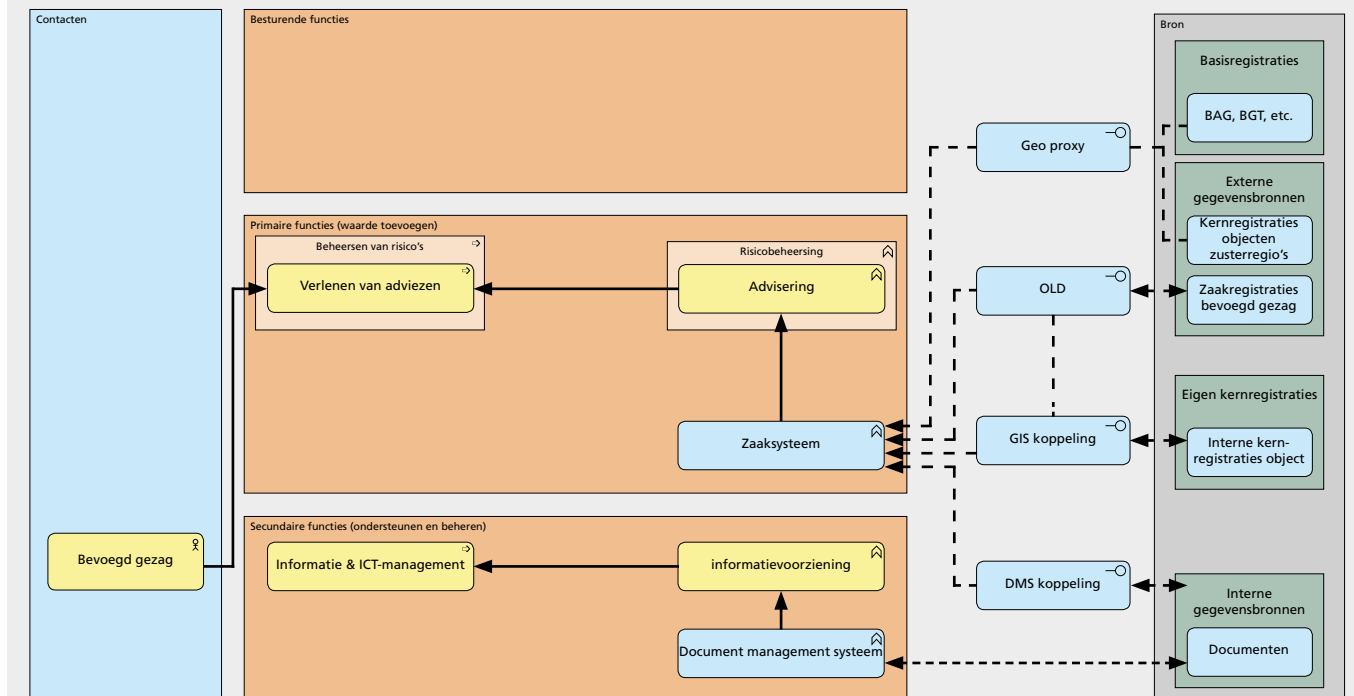 Contacten
Bevoegd gezag
Besturende functies
Primaire functies (waarde toevoegen)
Beheersen van risico's
Verlenen van adviezen
Risicobeheersing
Advisering
Zaaksysteem
Secundaire functies (ondersteunen en beheren)
Informatie & ICT-management
informatievoorziening
Document management systeem
Geo proxy
OLD
GIS koppeling
DMS koppeling
Bron
Basisregistraties
BAG, BGT, etc.
Externe
gegevensbronnen
Kernregistraties
objecten
zusterregio's
Zaakregistraties
bevoegd gezag
Eigen kernregistraties
Interne kern-
registraties object
Interne
gegevensbronnen
Documenten